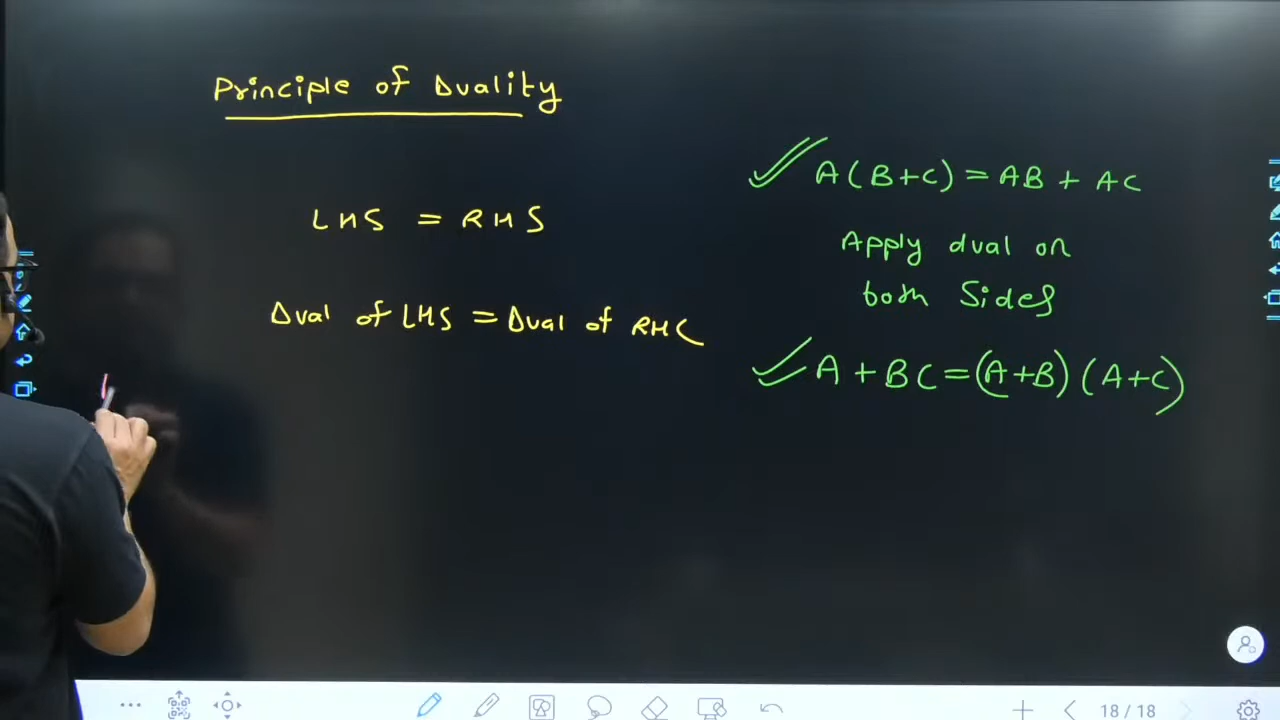 Principle of Duality
LHS = RHS
Dual of LHS = Dual of RHS
A(B+C) = AB + AC
Apply dual on
both Sides
A + BC = (A+B) (A+C)
18 / 18